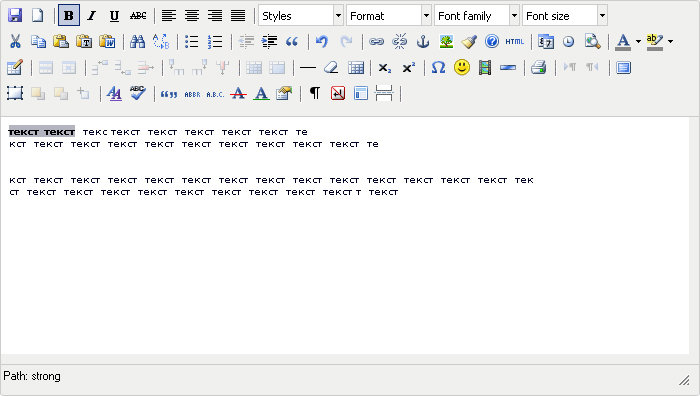 B I U ABC Styles Format Font family Font size
HTML A ab
x₂ x² Ω
ABBR A.B.C. A A ¶
текст текст текс текст текст текст текст текст те
кст текст текст текст текст текст текст текст текст текст те
кст текст текст текст текст текст текст текст текст текст текст текст текст текст тек
ст текст текст текст текст текст текст текст текст текст т текст
Path: strong